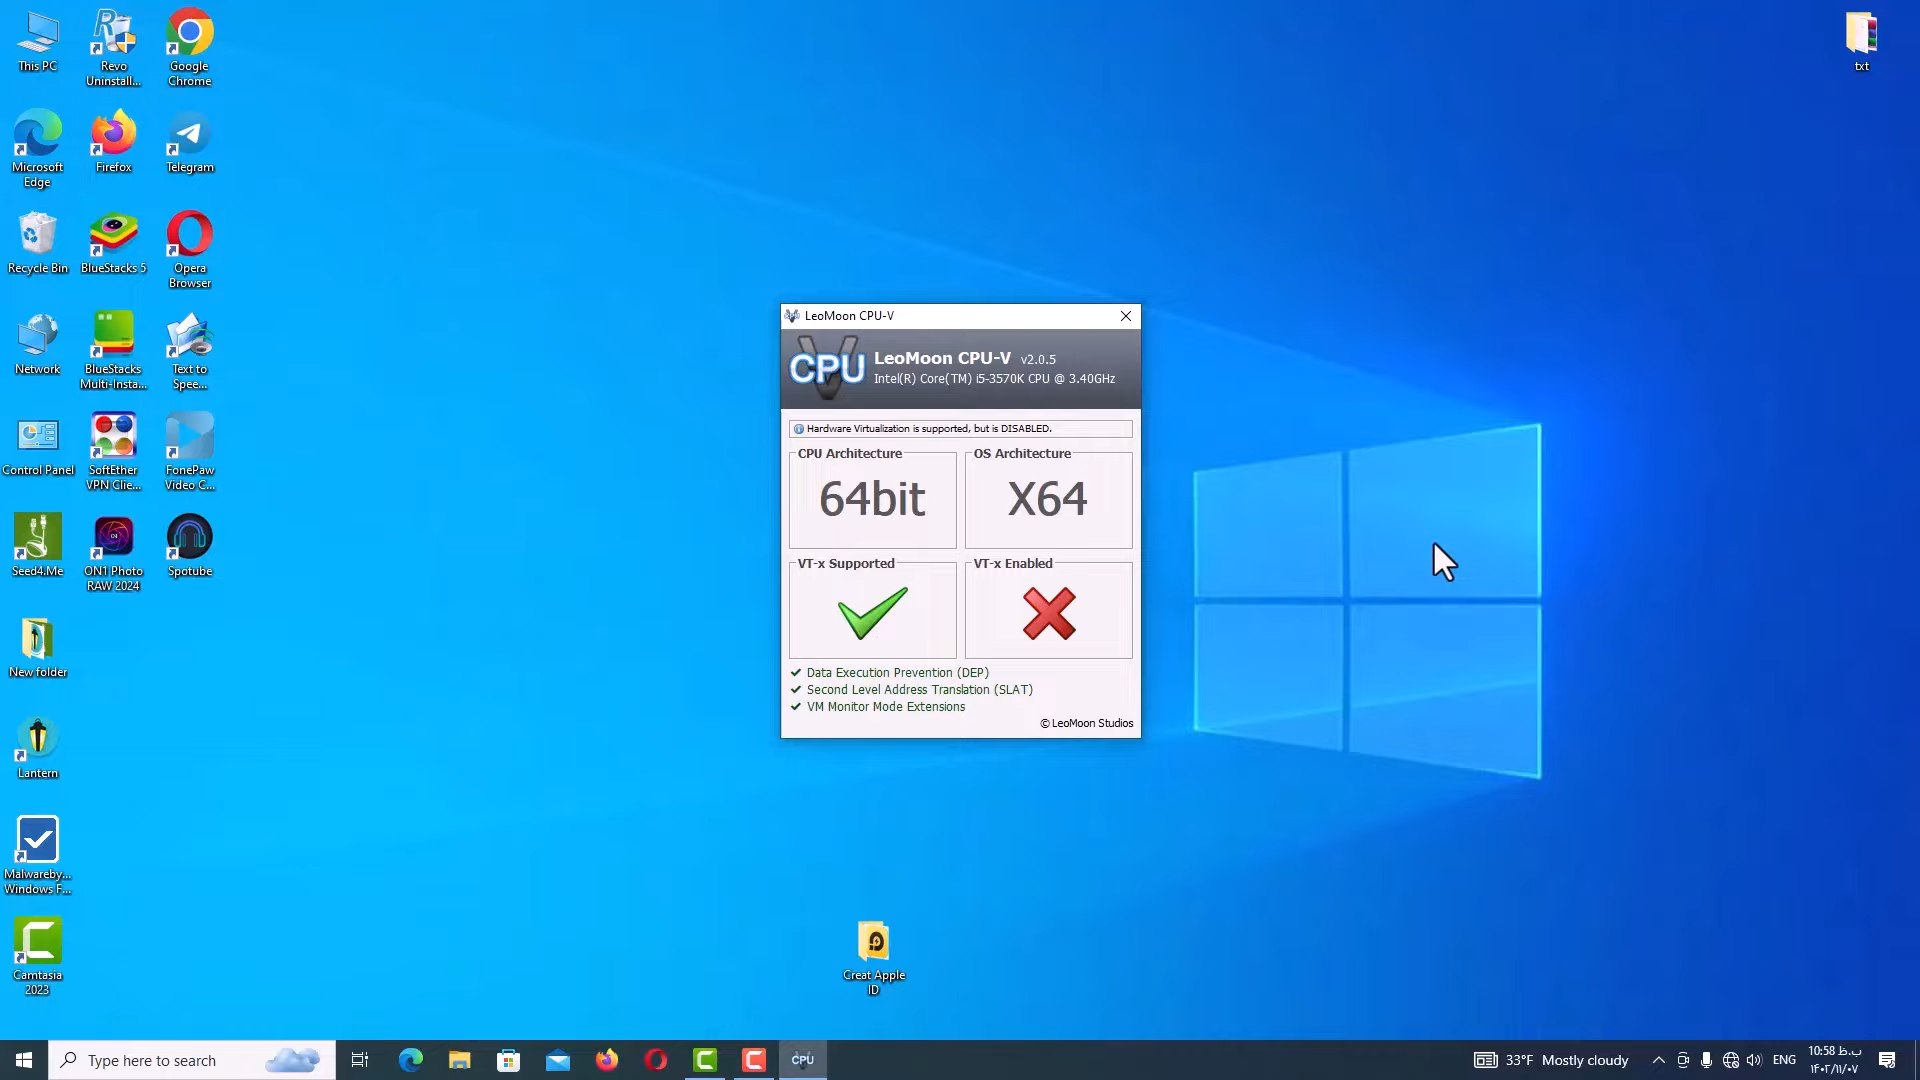 This PC
Revo
Uninstall...
Google
Chrome
txt
Microsoft
Edge
Firefox
Telegram
Recycle Bin
BlueStacks 5
Opera
Browser
Network
BlueStacks
Multi-Insta...
Text to
Spee...
Control Panel
SoftEther
VPN Clie...
FonePaw
Video C...
Seed4.Me
ON1 Photo
RAW 2024
Spotube
New folder
Lantern
Malwareby...
Windows F...
Camtasia
2023
Creat Apple
ID
LeoMoon CPU-V
CPU
LeoMoon CPU-V v2.0.5
Intel(R) Core(TM) i5-3570K CPU @ 3.40GHz
Hardware Virtualization is supported, but is DISABLED.
CPU Architecture
64bit
OS Architecture
X64
VT-x Supported
VT-x Enabled
Data Execution Prevention (DEP)
Second Level Address Translation (SLAT)
VM Monitor Mode Extensions
© LeoMoon Studios
Type here to search
CPU
33°F Mostly cloudy
ENG
10:58 ب.ظ
۱۴۰۲/۱۱/۰۷